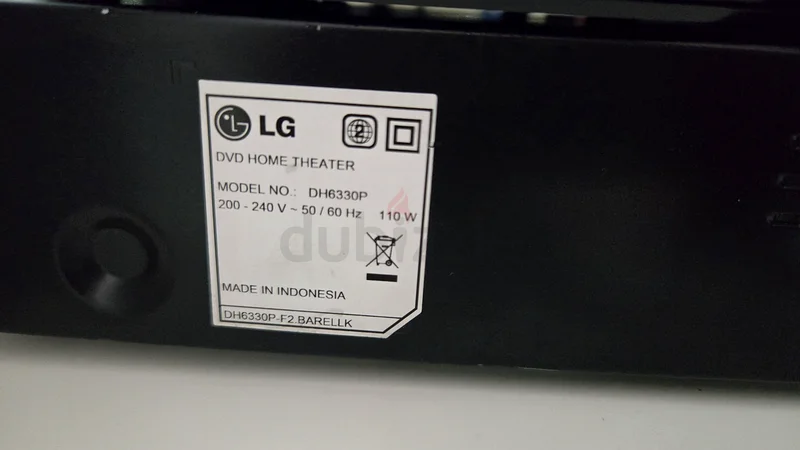 LG
2
DVD HOME THEATER
MODEL NO.: DH6330P
200 - 240 V ~ 50 / 60 Hz 110 W
dubiz
MADE IN INDONESIA
DH6330P-F2.BARELLK